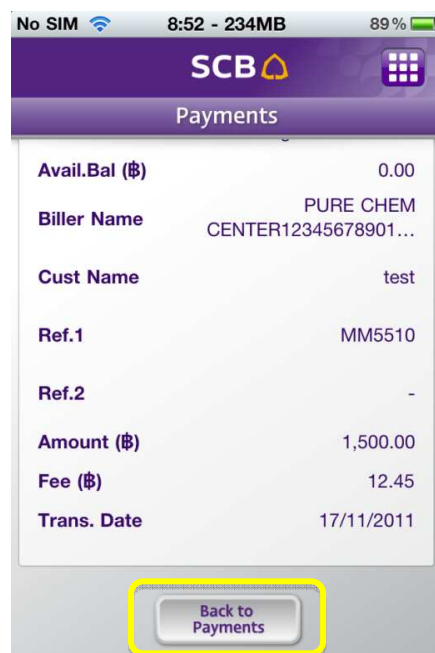 No SIM 8:52 - 234MB 89%
SCB
Payments
Avail.Bal (฿) 0.00
Biller Name PURE CHEM
CENTER12345678901...
Cust Name test
Ref.1 MM5510
Ref.2 -
Amount (฿) 1,500.00
Fee (฿) 12.45
Trans. Date 17/11/2011
Back to
Payments